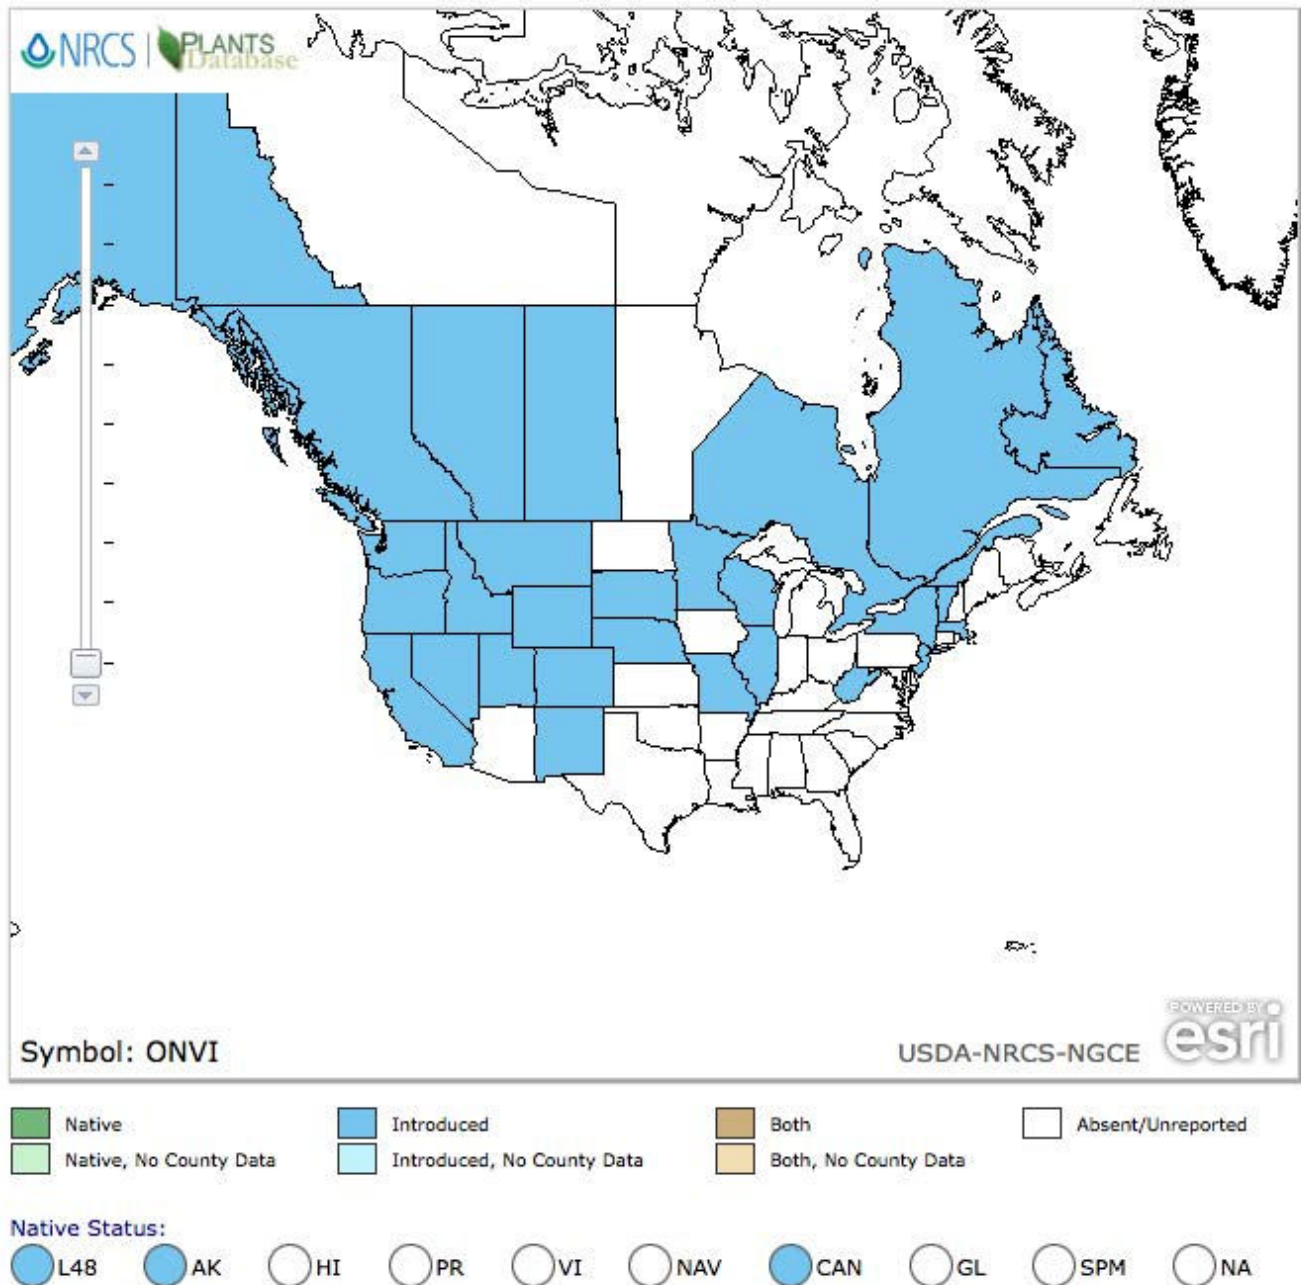 NRCS | PLANTS
Database
Symbol: ONVI
USDA-NRCS-NGCE
POWERED BY
esri
Native
Introduced
Both
Absent/Unreported
Native, No County Data
Introduced, No County Data
Both, No County Data
Native Status:
L48 AK HI PR VI NAV CAN GL SPM NA